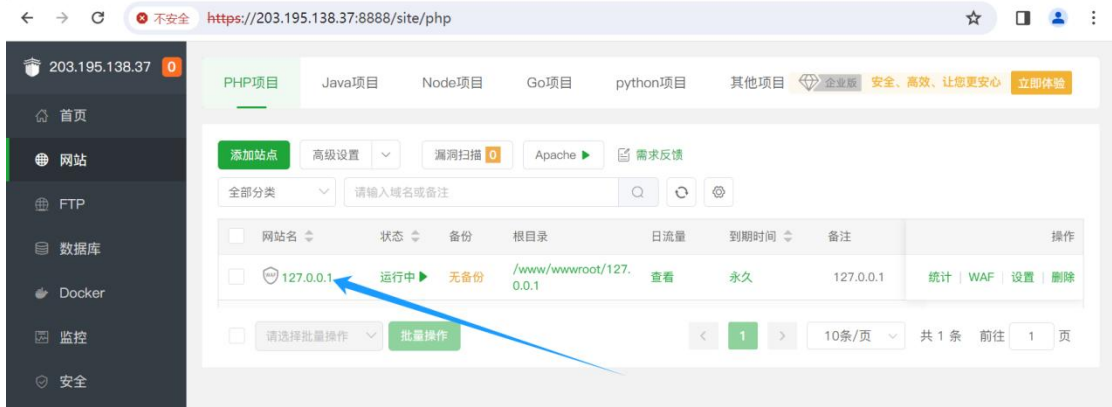 不安全 https://203.195.138.37:8888/site/php
203.195.138.37 0
首页
网站
FTP
数据库
Docker
监控
安全
PHP项目 Java项目 Node项目 Go项目 python项目 其他项目 企业版 安全、高效、让您更安心 立即体验
添加站点 高级设置 漏洞扫描 0 Apache 需求反馈
全部分类 请输入域名或备注
网站名 状态 备份 根目录 日流量 到期时间 备注 操作
WAF 127.0.0.1 运行中 无备份 /www/wwwroot/127.0.0.1 查看 永久 127.0.0.1 统计 WAF 设置 删除
请选择批量操作 批量操作 1 10条/页 共 1 条 前往 1 页